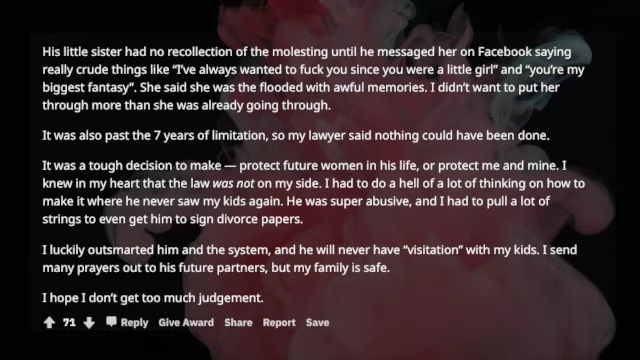 His little sister had no recollection of the molesting until he messaged her on Facebook saying
really crude things like “I’ve always wanted to fuck you since you were a little girl” and “you’re my
biggest fantasy”. She said she was the flooded with awful memories. I didn’t want to put her
through more than she was already going through.
It was also past the 7 years of limitation, so my lawyer said nothing could have been done.
It was a tough decision to make — protect future women in his life, or protect me and mine. I
knew in my heart that the law was not on my side. I had to do a hell of a lot of thinking on how to
make it where he never saw my kids again. He was super abusive, and I had to pull a lot of
strings to even get him to sign divorce papers.
I luckily outsmarted him and the system, and he will never have “visitation” with my kids. I send
many prayers out to his future partners, but my family is safe.
I hope I don’t get too much judgement.
71 Reply Give Award Share Report Save